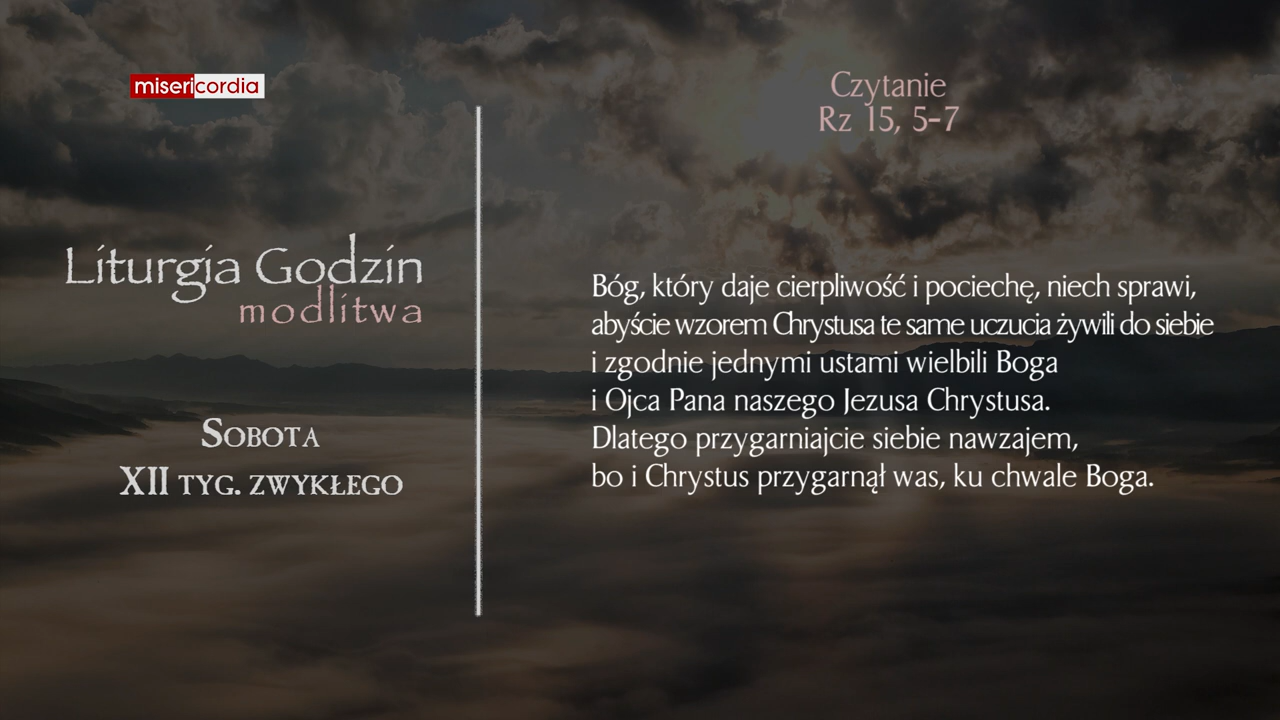 misericordia
Liturgia Godzin
modlitwa
Sobota
XII tyg. zwykłego
Czytanie
Rz 15, 5-7
Bóg, który daje cierpliwość i pociechę, niech sprawi,
abyście wzorem Chrystusa te same uczucia żywili do siebie
i zgodnie jednymi ustami wielbili Boga
i Ojca Pana naszego Jezusa Chrystusa.
Dlatego przygarniajcie siebie nawzajem,
bo i Chrystus przygarnął was, ku chwale Boga.